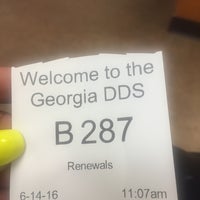 Welcome to the
Georgia DDS
B 287
Renewals
6-14-16 11:07am